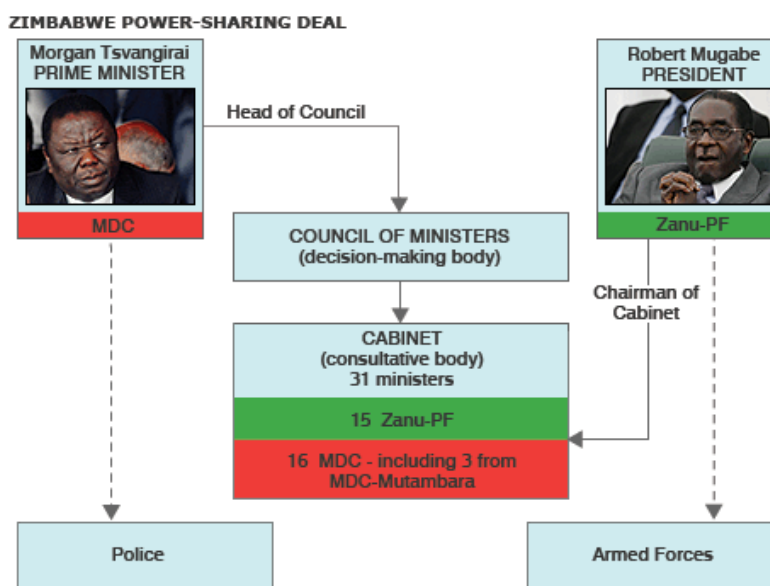 ZIMBABWE POWER-SHARING DEAL
Morgan Tsvangirai
PRIME MINISTER
MDC
Robert Mugabe
PRESIDENT
Zanu-PF
Head of Council
COUNCIL OF MINISTERS
(decision-making body)
Chairman of
Cabinet
CABINET
(consultative body)
31 ministers
15 Zanu-PF
16 MDC - including 3 from
MDC-Mutambara
Police
Armed Forces